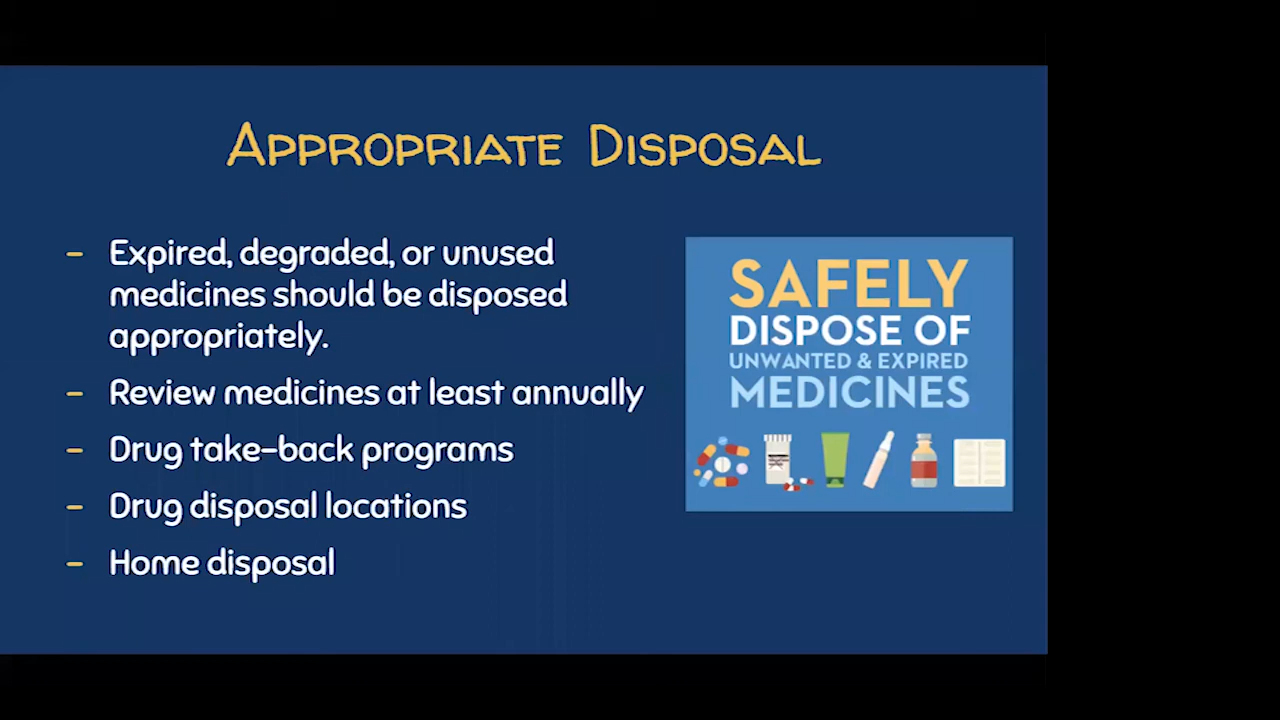 APPROPRIATE DISPOSAL
- Expired, degraded, or unused
medicines should be disposed
appropriately.
- Review medicines at least annually
- Drug take-back programs
- Drug disposal locations
- Home disposal
SAFELY
DISPOSE OF
UNWANTED & EXPIRED
MEDICINES